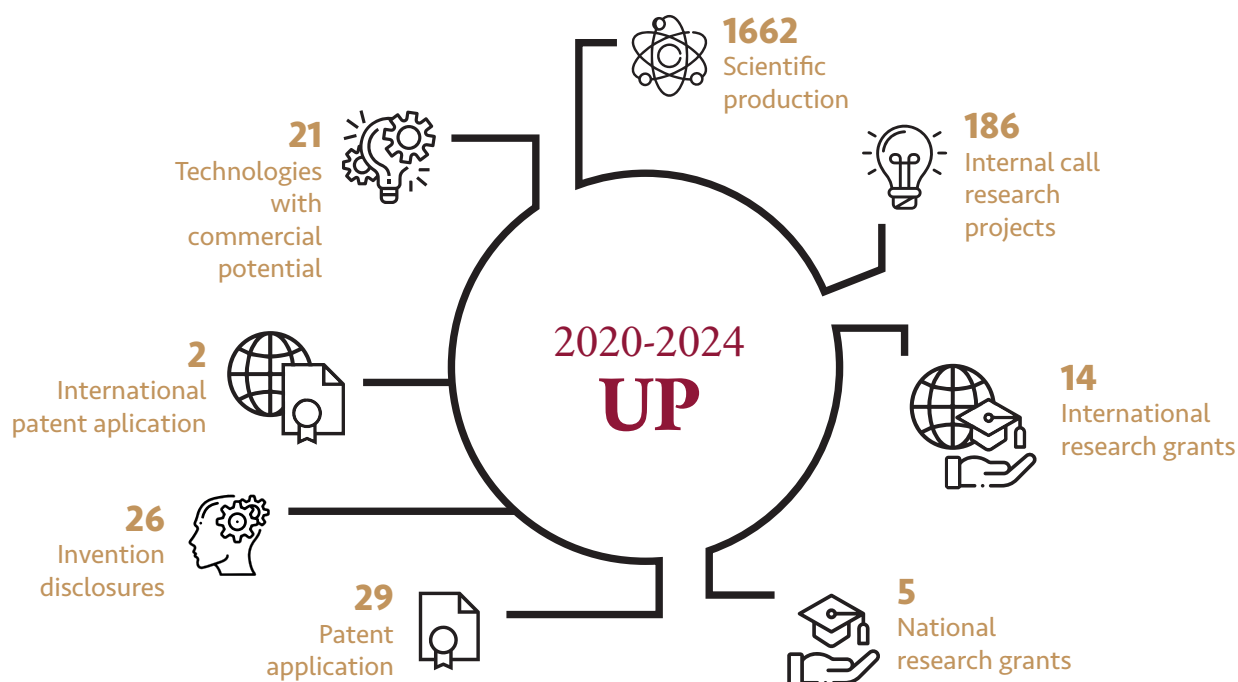 1662
Scientific
production
186
Internal call
research
projects
14
International
research grants
5
National
research grants
29
Patent
application
26
Invention
disclosures
2
International
patent aplication
21
Technologies
with
commercial
potential
2020-2024
UP